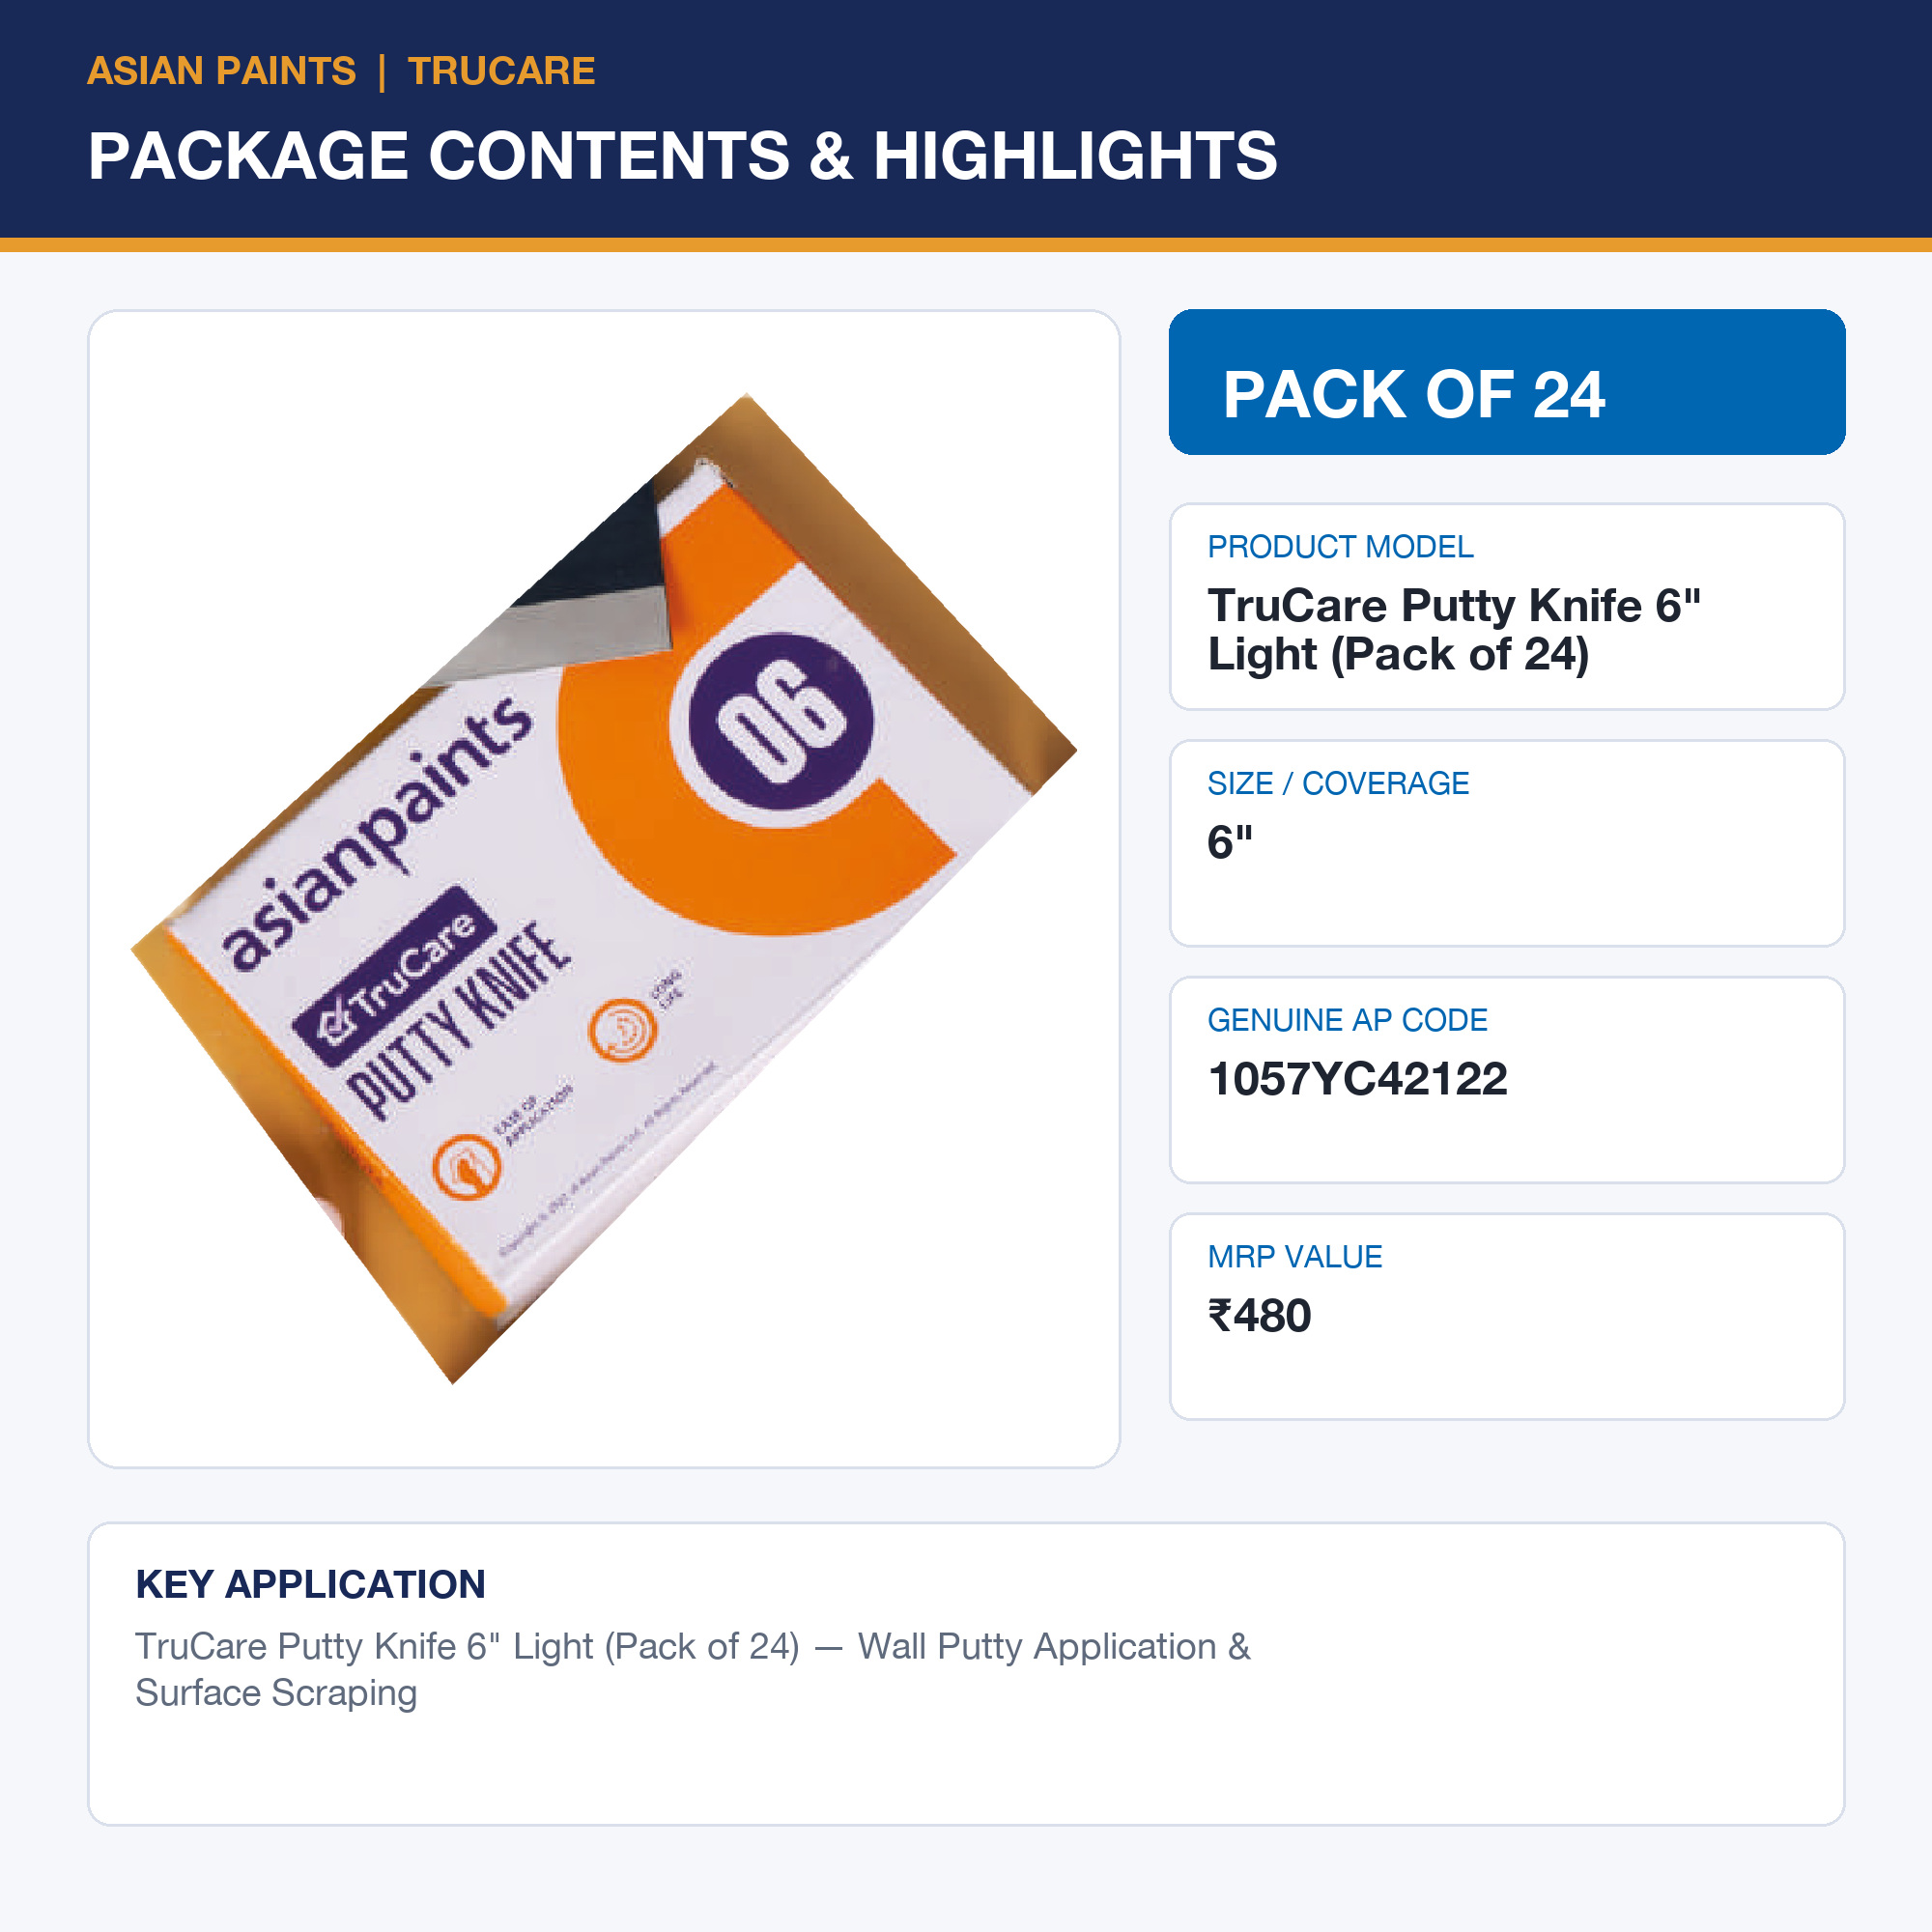 ASIAN PAINTS | TRUCARE
PACKAGE CONTENTS & HIGHLIGHTS
06
asianpaints
TruCare
PUTTY KNIFE
LONG
LIFE
EASE OF
APPLICATION
PACK OF 24
PRODUCT MODEL
TruCare Putty Knife 6"
Light (Pack of 24)
SIZE / COVERAGE
6"
GENUINE AP CODE
1057YC42122
MRP VALUE
₹480
KEY APPLICATION
TruCare Putty Knife 6" Light (Pack of 24) — Wall Putty Application &
Surface Scraping